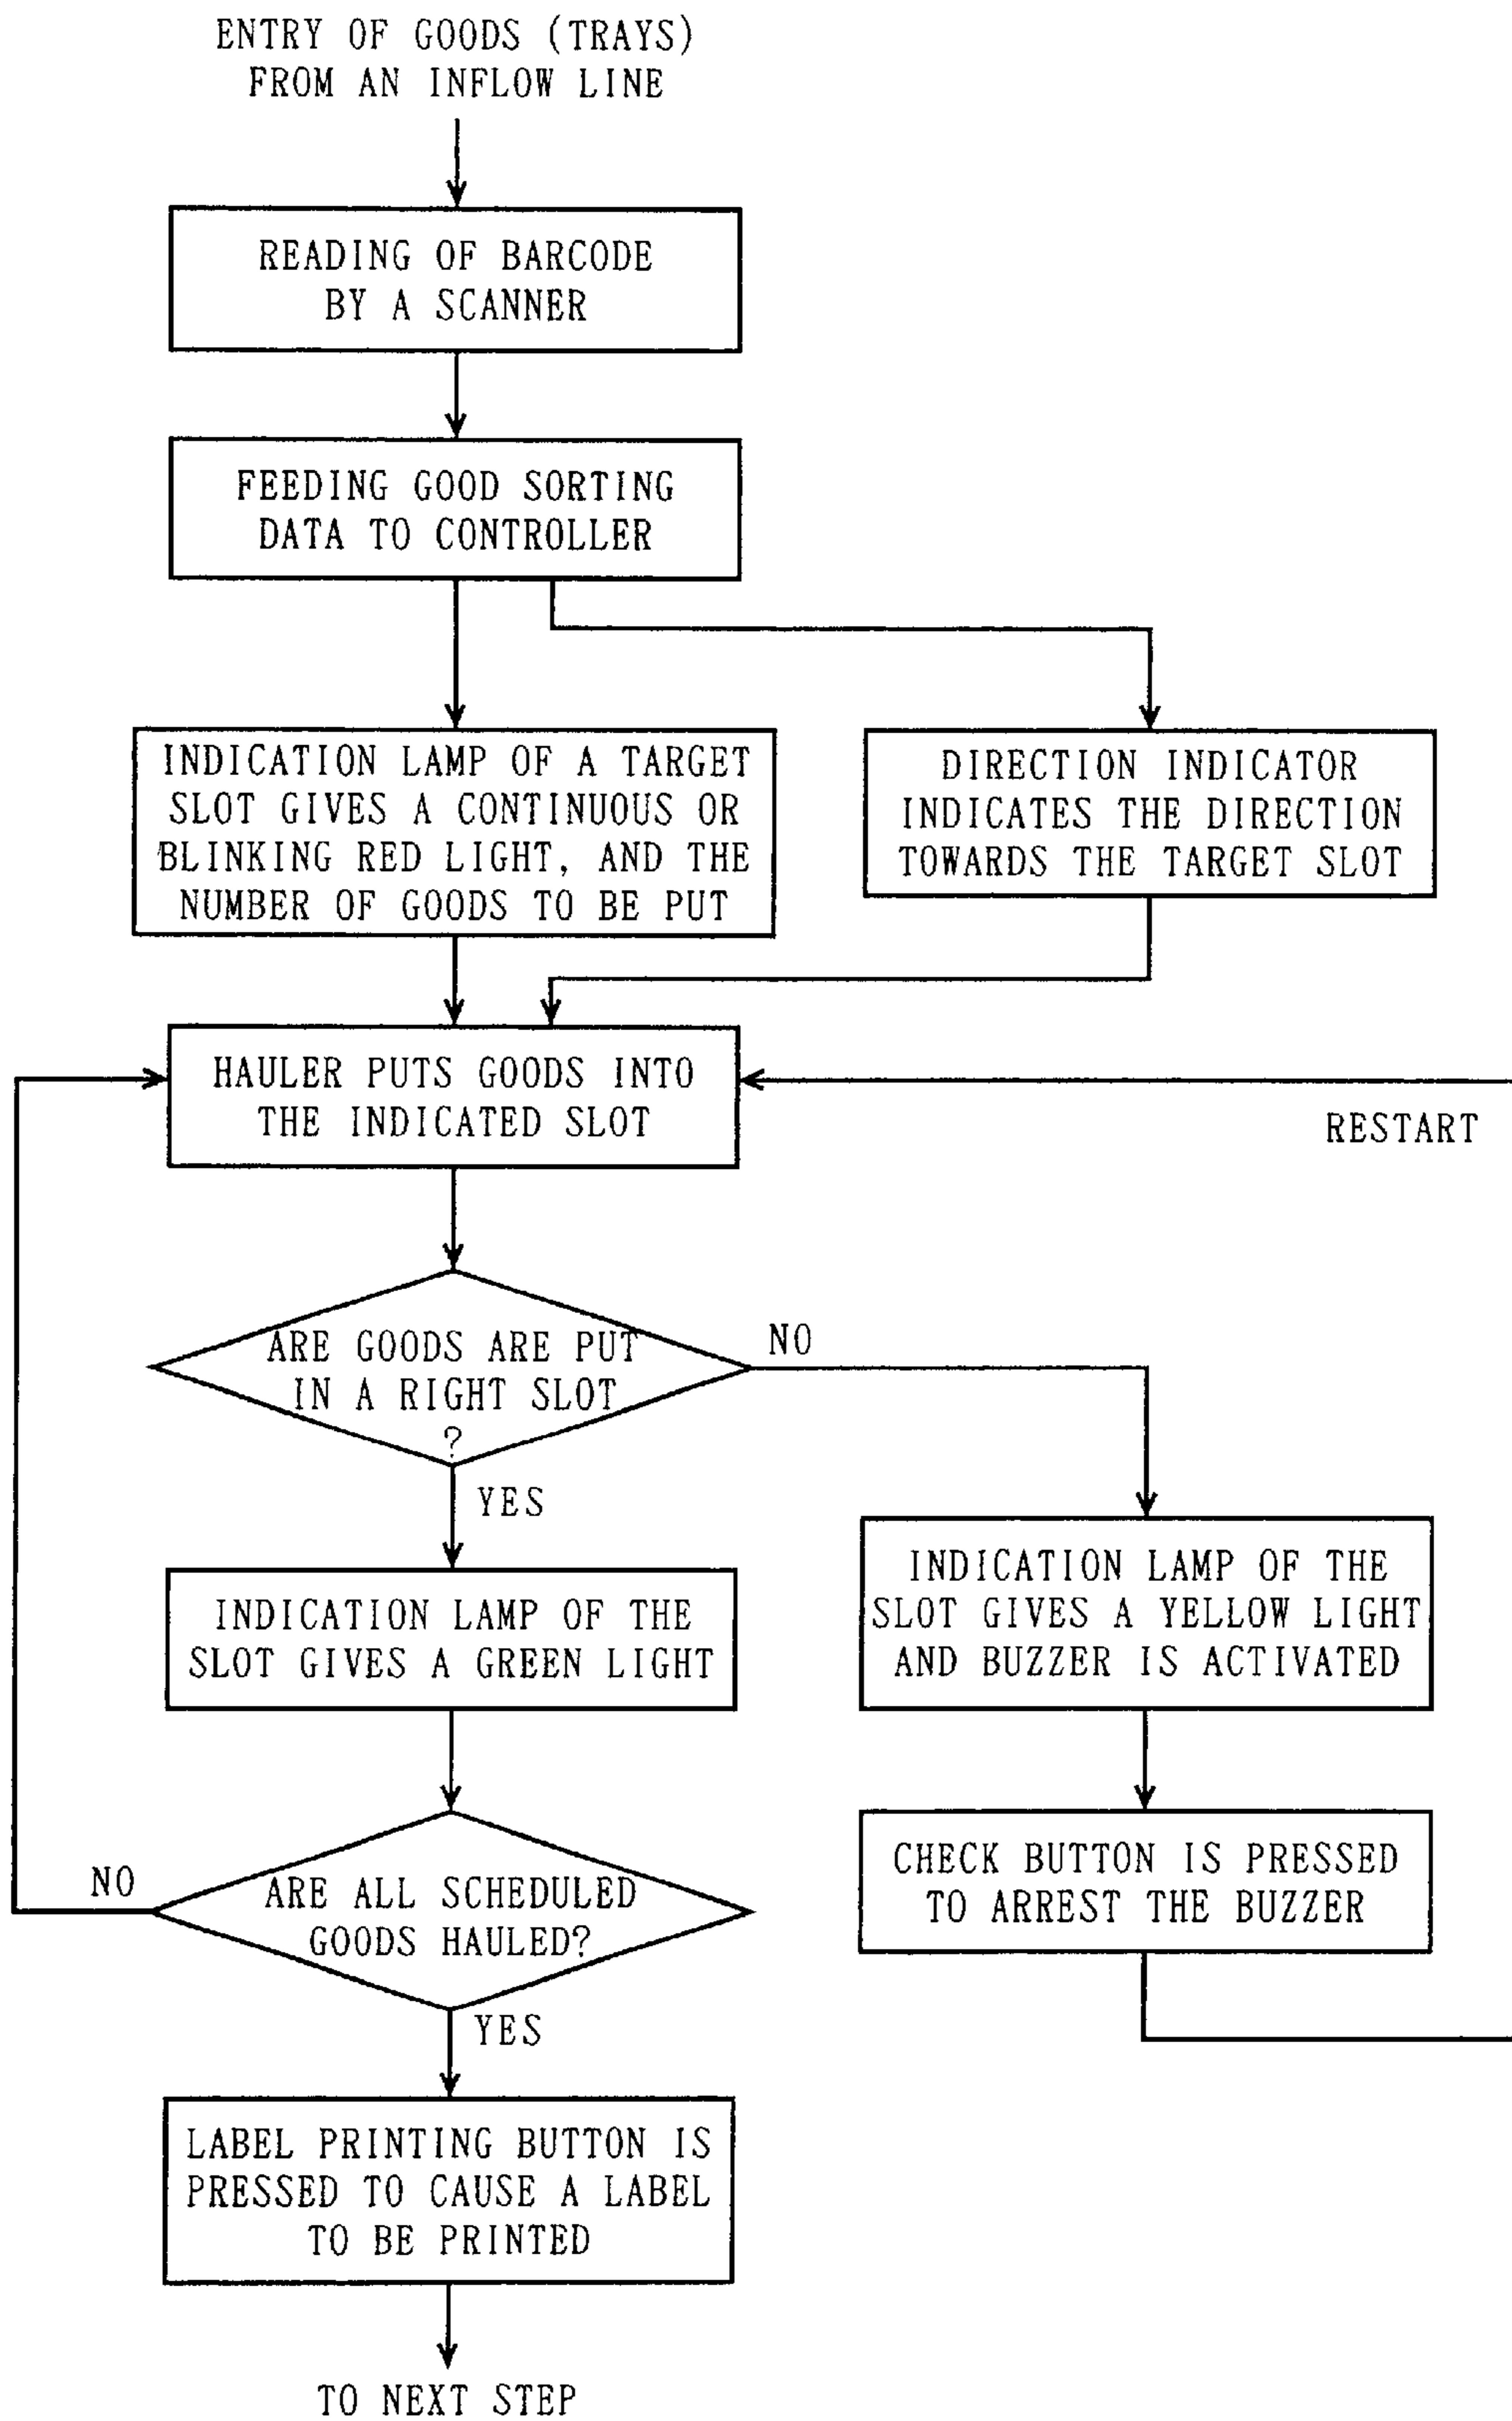 ENTRY OF GOODS (TRAYS)
FROM AN INFLOW LINE
READING OF BARCODE
BY A SCANNER
FEEDING GOOD SORTING
DATA TO CONTROLLER
INDICATION LAMP OF A TARGET
SLOT GIVES A CONTINUOUS OR
BLINKING RED LIGHT, AND THE
NUMBER OF GOODS TO BE PUT
DIRECTION INDICATOR
INDICATES THE DIRECTION
TOWARDS THE TARGET SLOT
HAULER PUTS GOODS INTO
THE INDICATED SLOT
RESTART
ARE GOODS ARE PUT
IN A RIGHT SLOT
?
NO
YES
INDICATION LAMP OF THE
SLOT GIVES A GREEN LIGHT
INDICATION LAMP OF THE
SLOT GIVES A YELLOW LIGHT
AND BUZZER IS ACTIVATED
CHECK BUTTON IS PRESSED
TO ARREST THE BUZZER
NO
ARE ALL SCHEDULED
GOODS HAULED?
YES
LABEL PRINTING BUTTON IS
PRESSED TO CAUSE A LABEL
TO BE PRINTED
TO NEXT STEP